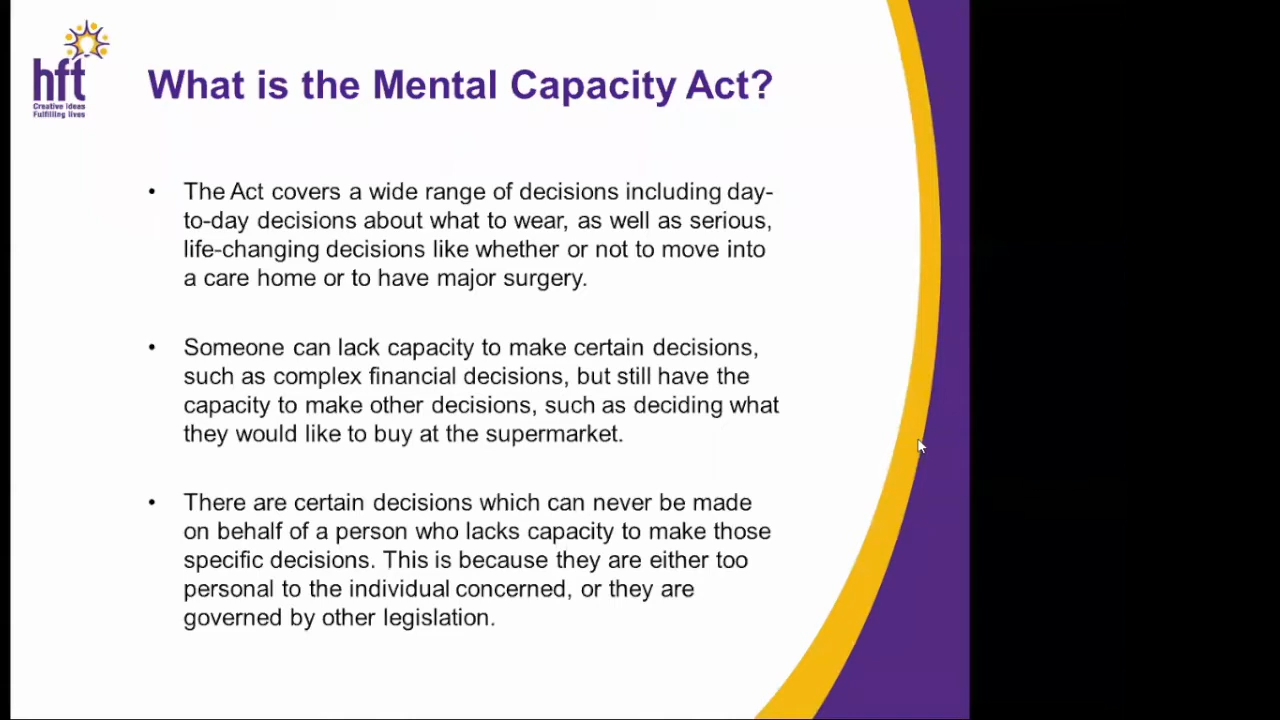 hft
Creative ideas
Fulfilling lives
What is the Mental Capacity Act?
• The Act covers a wide range of decisions including day-
to-day decisions about what to wear, as well as serious,
life-changing decisions like whether or not to move into
a care home or to have major surgery.
• Someone can lack capacity to make certain decisions,
such as complex financial decisions, but still have the
capacity to make other decisions, such as deciding what
they would like to buy at the supermarket.
• There are certain decisions which can never be made
on behalf of a person who lacks capacity to make those
specific decisions. This is because they are either too
personal to the individual concerned, or they are
governed by other legislation.